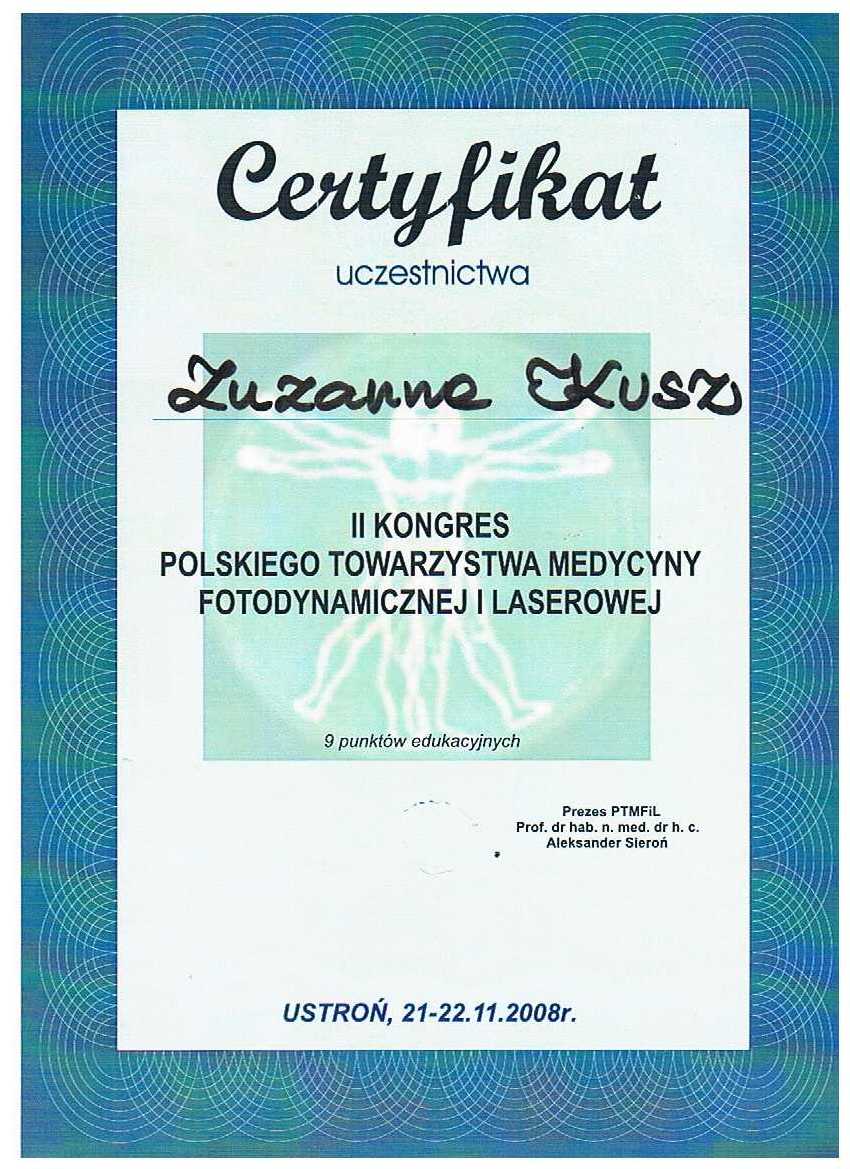 Certyfikat
uczestnictwa
Zuzanna Kusz
II KONGRES
POLSKIEGO TOWARZYSTWA MEDYCYNY
FOTODYNAMICZNEJ I LASEROWEJ
9 punktów edukacyjnych
Prezes PTMFiL
Prof. dr hab. n. med. dr h. c.
Aleksander Sieroń
USTROŃ, 21-22.11.2008r.